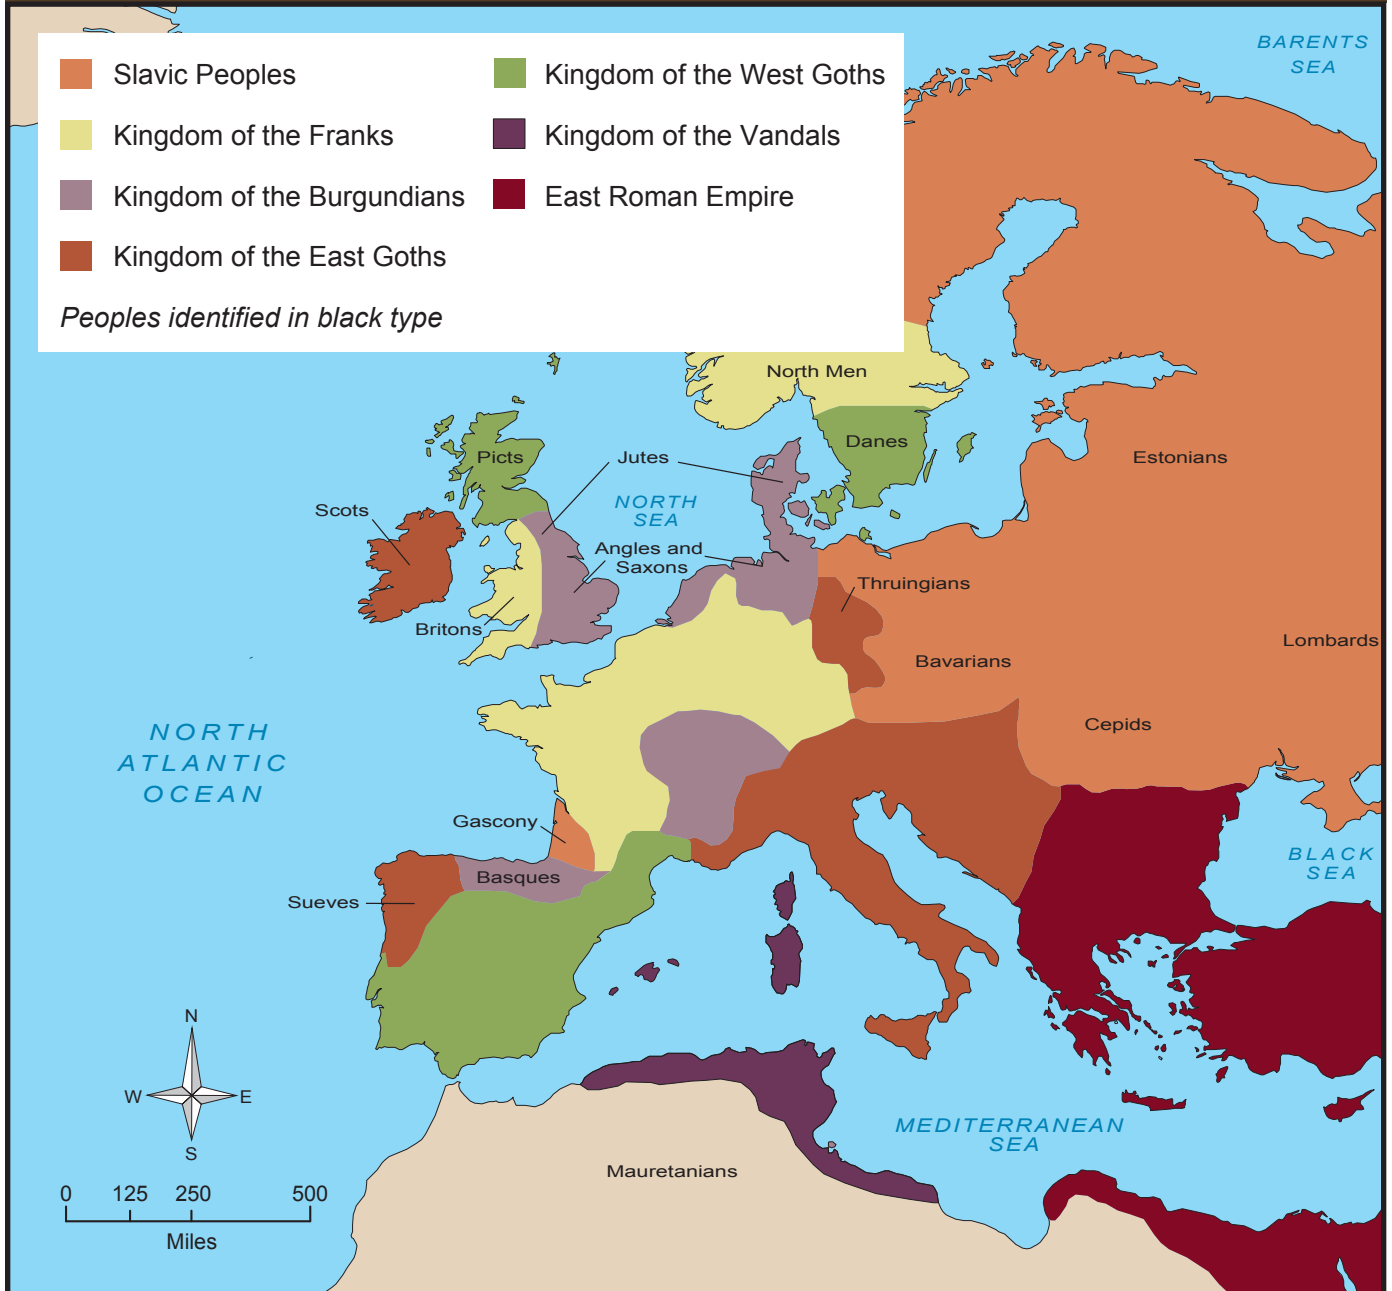 Slavic Peoples
Kingdom of the Franks
Kingdom of the Burgundians
Kingdom of the East Goths
Kingdom of the West Goths
Kingdom of the Vandals
East Roman Empire
Peoples identified in black type
BARENTS
SEA
North Men
Danes
Picts
Jutes
Estonians
NORTH
SEA
Scots
Angles and
Saxons
Thruingians
Britons
Lombards
Bavarians
Cepids
NORTH
ATLANTIC
OCEAN
Gascony
BLACK
SEA
Basques
Sueves
N
W
E
S
MEDITERRANEAN
SEA
Mauretanians
0 125 250 500
Miles